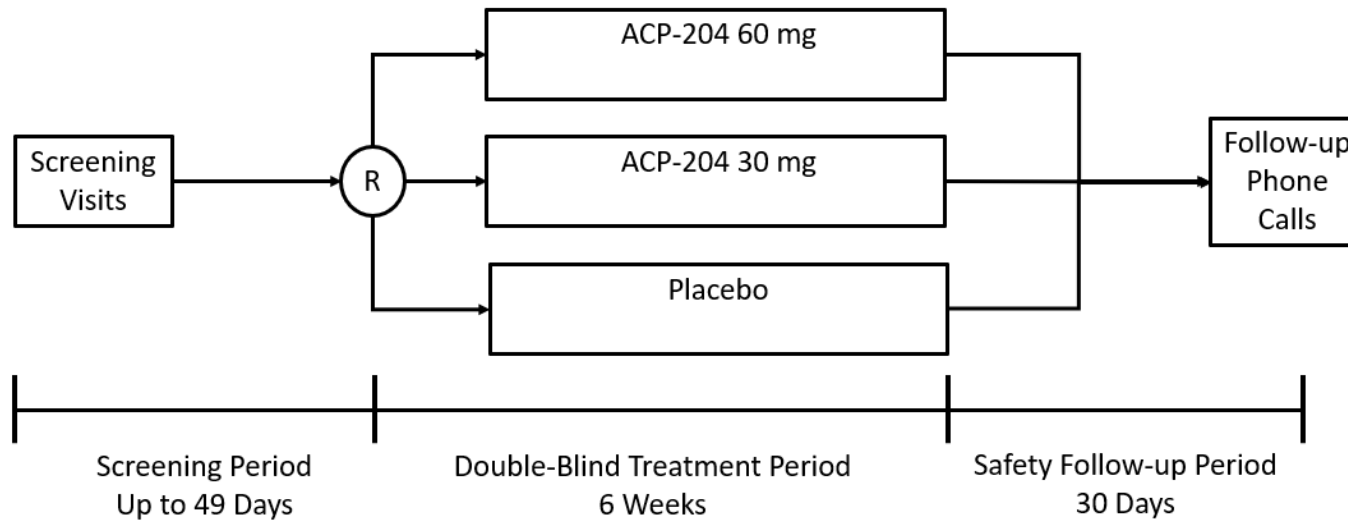 ACP-204 60 mg
Screening
Visits
R
ACP-204 30 mg
Follow-up
Phone
Calls
Placebo
Screening Period
Up to 49 Days
Double-Blind Treatment Period
6 Weeks
Safety Follow-up Period
30 Days